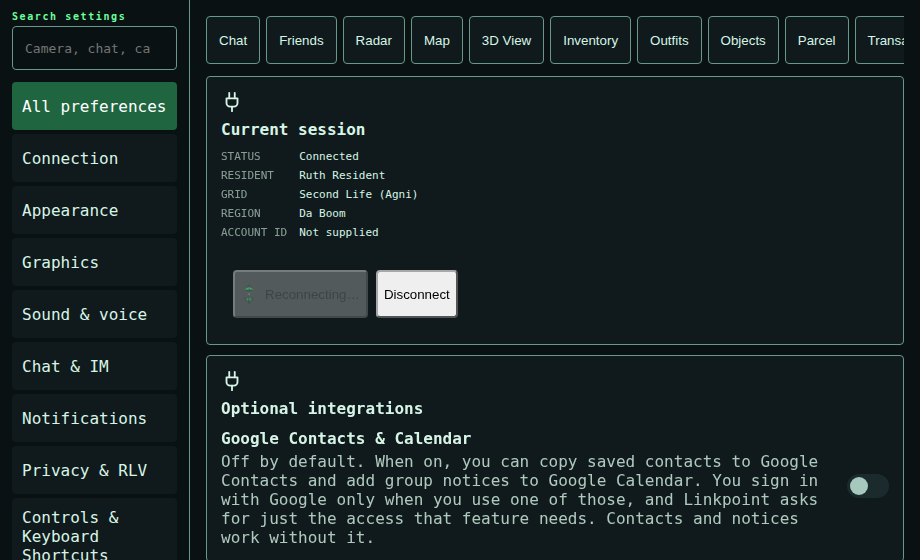 Search settings
Camera, chat, ca
All preferences
Connection
Appearance
Graphics
Sound & voice
Chat & IM
Notifications
Privacy & RLV
Controls &
Keyboard
Shortcuts
Chat
Friends
Radar
Map
3D View
Inventory
Outfits
Objects
Parcel
Transa
Current session
STATUS Connected
RESIDENT Ruth Resident
GRID Second Life (Agni)
REGION Da Boom
ACCOUNT ID Not supplied
Reconnecting…
Disconnect
Optional integrations
Google Contacts & Calendar
Off by default. When on, you can copy saved contacts to Google
Contacts and add group notices to Google Calendar. You sign in
with Google only when you use one of those, and Linkpoint asks
for just the access that feature needs. Contacts and notices
work without it.